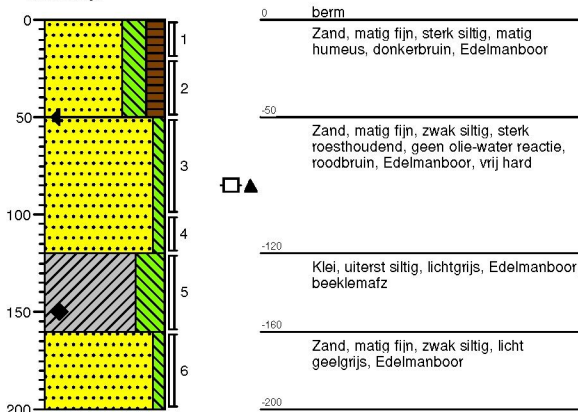 0
berm
0
Zand, matig fijn, sterk siltig, matig
humeus, donkerbruin, Edelmanboor
1
2
50
-50
Zand, matig fijn, zwak siltig, sterk
roesthoudend, geen olie-water reactie,
roodbruin, Edelmanboor, vrij hard
3
100
4
-120
Klei, uiterst siltig, lichtgrijs, Edelmanboor
beeklemafz
5
150
-160
Zand, matig fijn, zwak siltig, licht
geelgrijs, Edelmanboor
6
200
-200